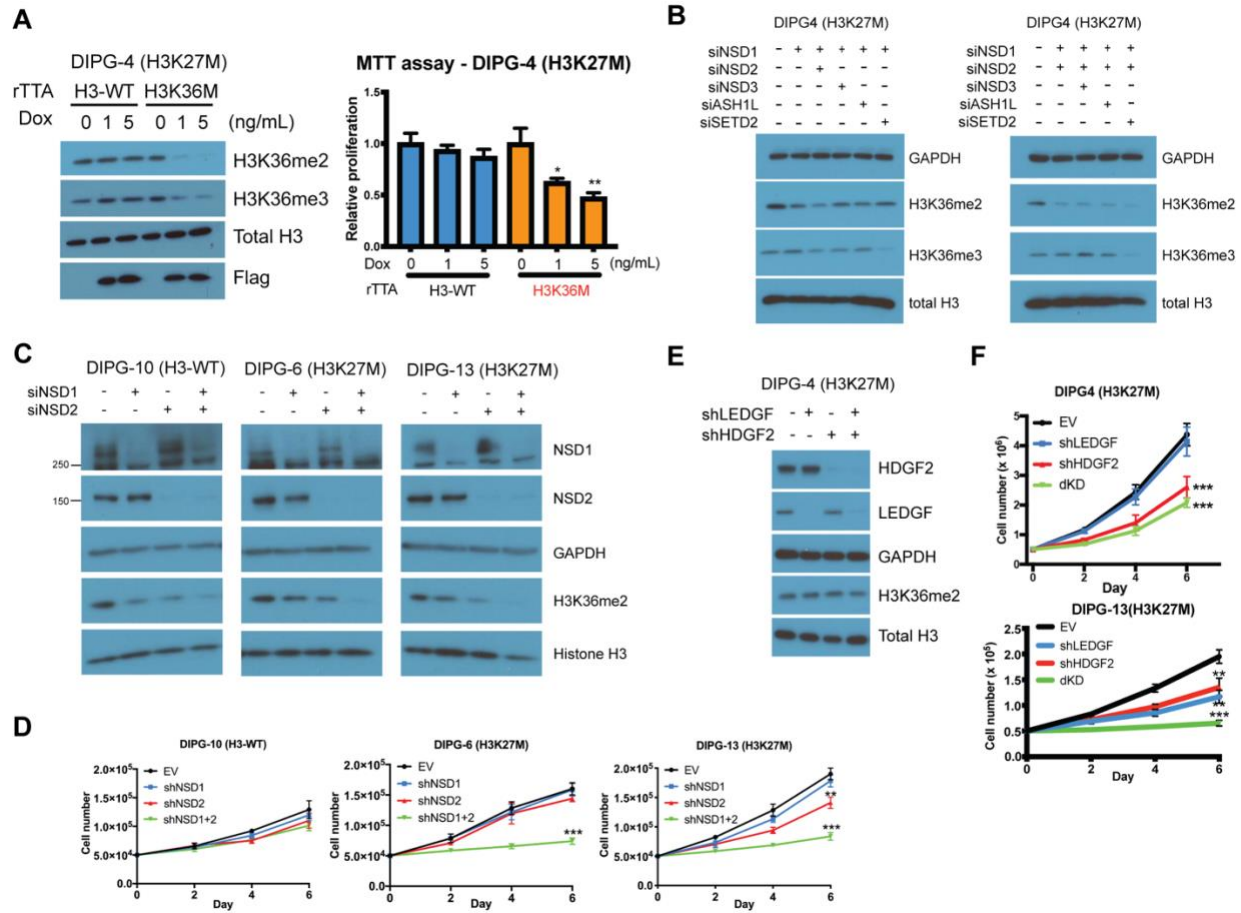 A
DIPG-4 (H3K27M)
rTTA H3-WT H3K36M
Dox 0 1 5 0 1 5 (ng/mL)
H3K36me2
H3K36me3
Total H3
Flag
MTT assay - DIPG-4 (H3K27M)
Relative proliferation
1.5
1.0
0.5
0.0
*
**
Dox 0 1 5 0 1 5 (ng/mL)
rTTA H3-WT H3K36M
B
DIPG4 (H3K27M)
siNSD1 - + + + + +
siNSD2 - - + - - -
siNSD3 - - - + - -
siASH1L - - - - + -
siSETD2 - - - - - +
GAPDH
H3K36me2
H3K36me3
total H3
DIPG4 (H3K27M)
siNSD1 - + + + +
siNSD2 - + + + +
siNSD3 - - + - -
siASH1L - - - + -
siSETD2 - - - - +
GAPDH
H3K36me2
H3K36me3
total H3
C
DIPG-10 (H3-WT) DIPG-6 (H3K27M) DIPG-13 (H3K27M)
siNSD1 - + - + - + - + - + - +
siNSD2 - - + + - - + + - - + +
250
NSD1
150
NSD2
GAPDH
H3K36me2
Histone H3
D
DIPG-10 (H3-WT)
Cell number
2.0×10⁵
1.5×10⁵
1.0×10⁵
5.0×10⁴
0.0
EV
shNSD1
shNSD2
shNSD1+2
0 2 4 6
Day
DIPG-6 (H3K27M)
Cell number
2.0×10⁵
1.5×10⁵
1.0×10⁵
5.0×10⁴
0.0
EV
shNSD1
shNSD2
shNSD1+2
***
0 2 4 6
Day
DIPG-13 (H3K27M)
Cell number
2.0×10⁵
1.5×10⁵
1.0×10⁵
5.0×10⁴
0.0
EV
shNSD1
shNSD2
shNSD1+2
**
***
0 2 4 6
Day
E
DIPG-4 (H3K27M)
shLEDGF - + - +
shHDGF2 - - + +
HDGF2
LEDGF
GAPDH
H3K36me2
Total H3
F
DIPG4 (H3K27M)
Cell number (x 10⁶)
5
4
3
2
1
0
EV
shLEDGF
shHDGF2
dKD
***
***
0 2 4 6
Day
DIPG-13(H3K27M)
Cell number (x 10⁵)
2.5
2.0
1.5
1.0
0.5
0.0
EV
shLEDGF
shHDGF2
dKD
**
**
***
0 2 4 6
Day